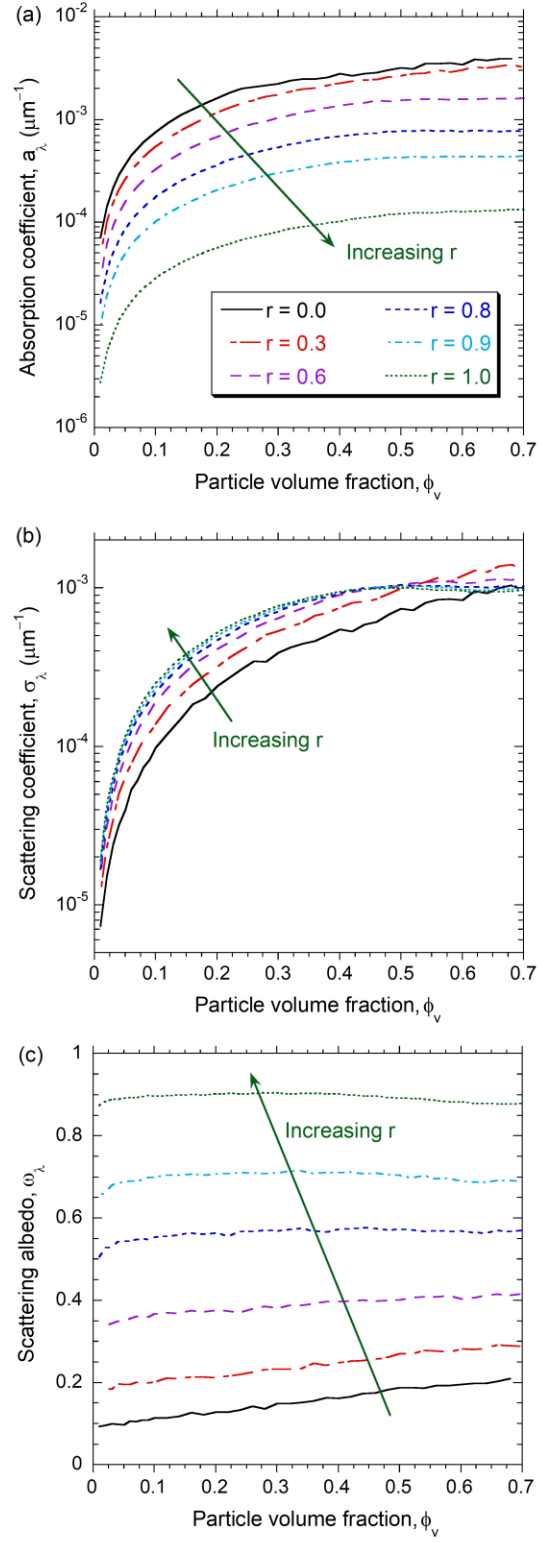 (a)
10⁻²
10⁻³
10⁻⁴
10⁻⁵
10⁻⁶
Absorption coefficient, a_λ (μm⁻¹)
Increasing r
r = 0.0
r = 0.8
r = 0.3
r = 0.9
r = 0.6
r = 1.0
0 0.1 0.2 0.3 0.4 0.5 0.6 0.7
Particle volume fraction, ϕ_v
(b)
10⁻³
10⁻⁴
10⁻⁵
Scattering coefficient, σ_λ (μm⁻¹)
Increasing r
0 0.1 0.2 0.3 0.4 0.5 0.6 0.7
Particle volume fraction, ϕ_v
(c)
1
0.8
0.6
0.4
0.2
0
Scattering albedo, ω_λ
Increasing r
0 0.1 0.2 0.3 0.4 0.5 0.6 0.7
Particle volume fraction, ϕ_v